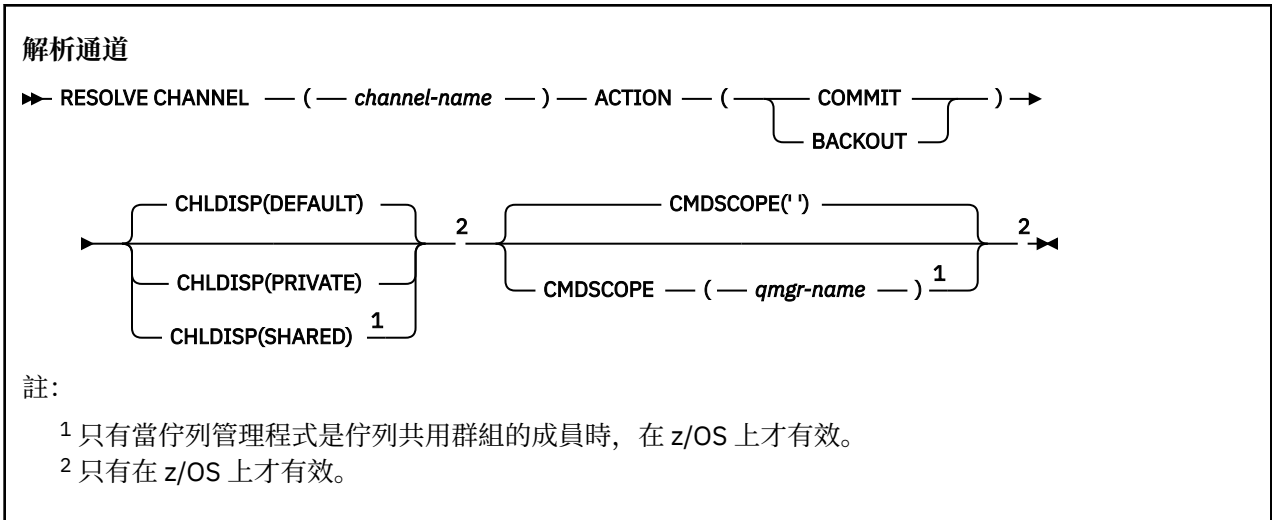 解析通道
RESOLVE CHANNEL ( channel-name ) ACTION ( COMMIT )
BACKOUT
CHLDISP(DEFAULT) 2 CMDSCOPE(' ') 2
CHLDISP(PRIVATE) CMDSCOPE ( qmgr-name ) 1
CHLDISP(SHARED) 1
註：
1 只有當佇列管理程式是佇列共用群組的成員時，在 z/OS 上才有效。
2 只有在 z/OS 上才有效。